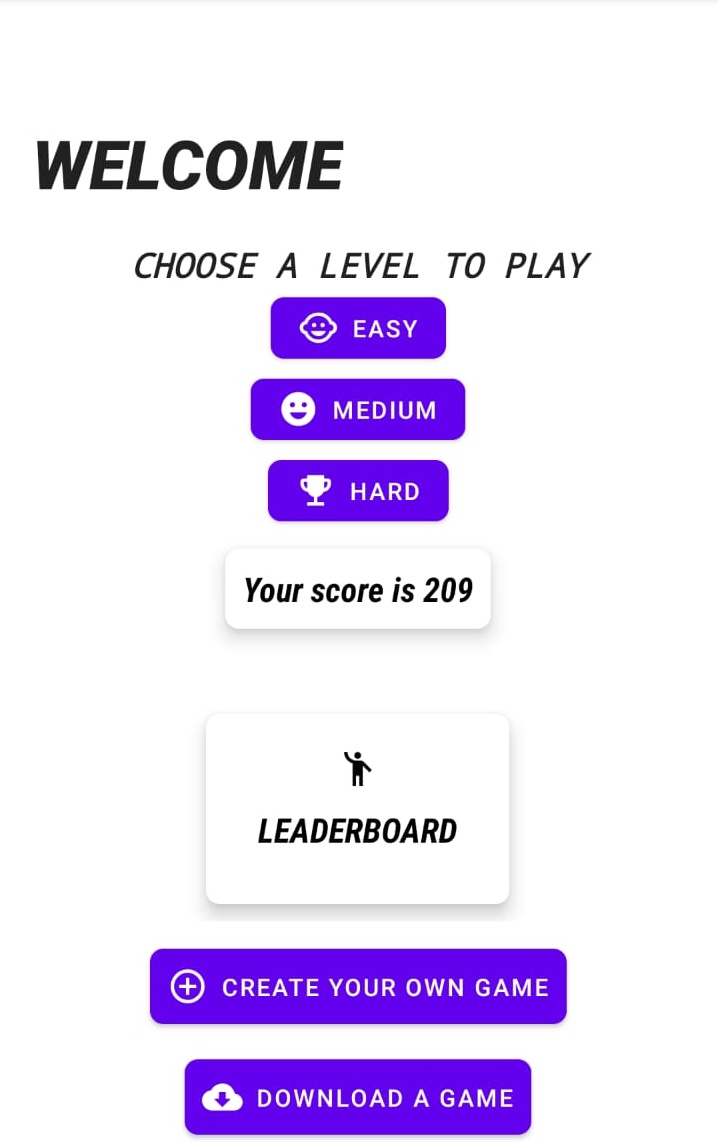 WELCOME
CHOOSE A LEVEL TO PLAY
EASY
MEDIUM
HARD
Your score is 209
LEADERBOARD
CREATE YOUR OWN GAME
DOWNLOAD A GAME